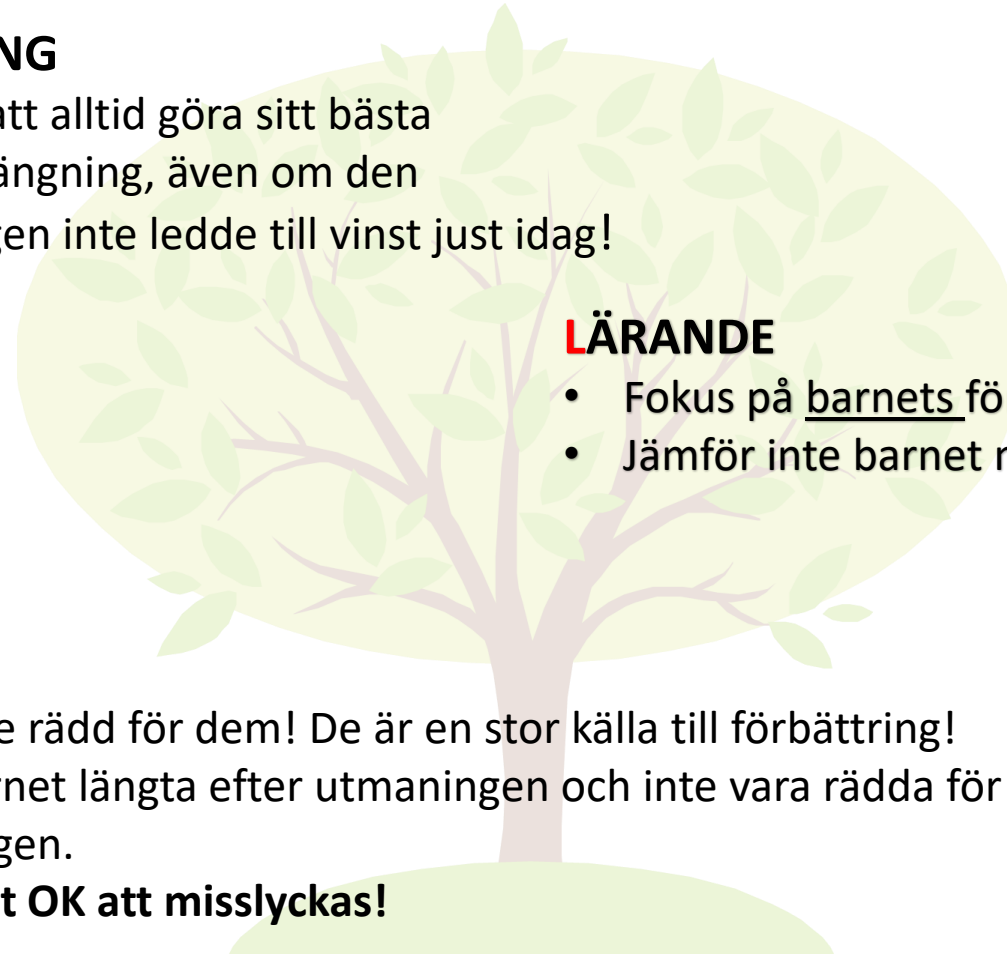 NG
att alltid göra sitt bästa
ängning, även om den
gen inte ledde till vinst just idag!
LÄRANDE
• Fokus på barnets fö
• Jämför inte barnet
e rädd för dem! De är en stor källa till förbättring!
rnet längta efter utmaningen och inte vara rädda för
gen.
t OK att misslyckas!